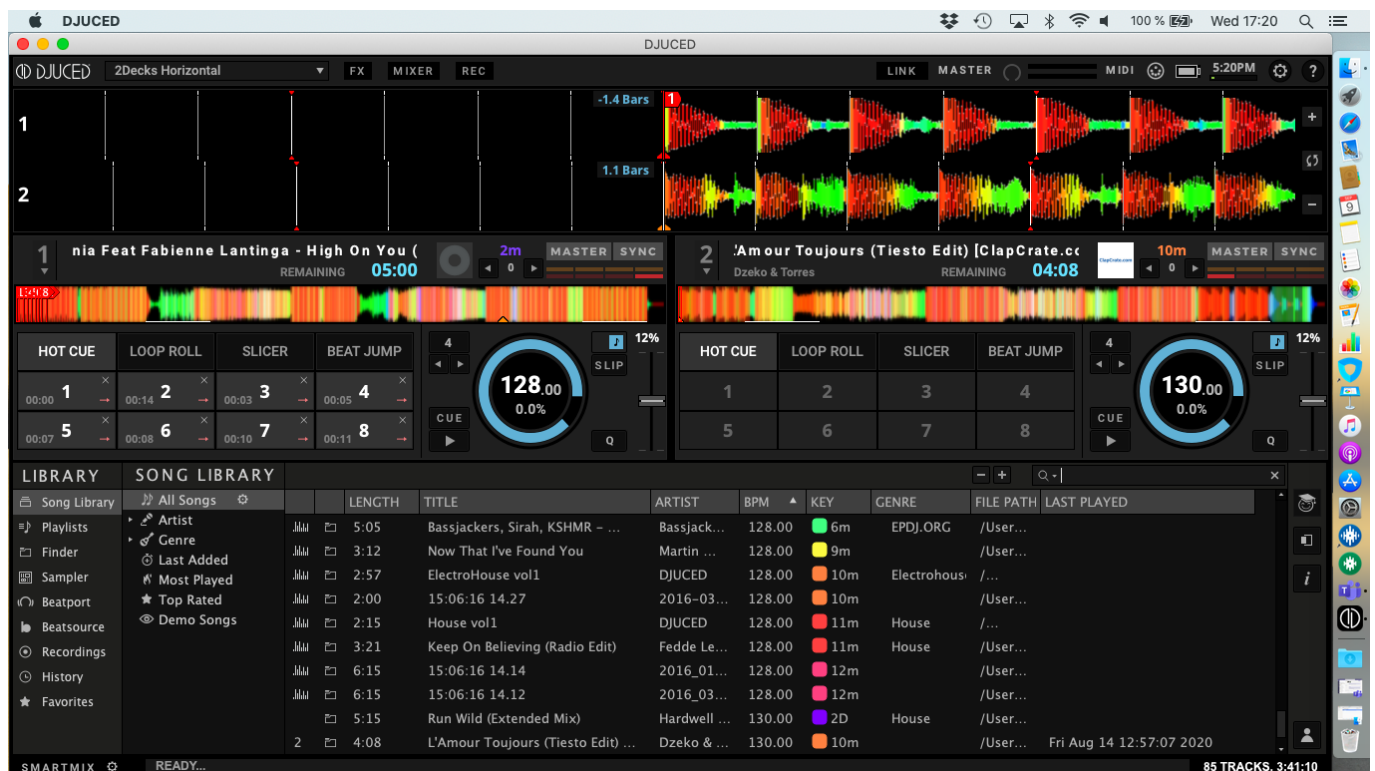 DJUCED 100 % Wed 17:20
DJUCED
DJUCED 2Decks Horizontal FX MIXER REC LINK MASTER MIDI 5:20PM ?
1 -1.4 Bars 1 +
2 1.1 Bars −
1 nia Feat Fabienne Lantinga - High On You ( 2m MASTER SYNC 2 'Amour Toujours (Tiesto Edit) [ClapCrate.cc 10m MASTER SYNC
REMAINING 05:00 0 Dzeko & Torres REMAINING 04:08 ClapCrate.com 0
HOT CUE LOOP ROLL SLICER BEAT JUMP 4 12% HOT CUE LOOP ROLL SLICER BEAT JUMP 4 12%
SLIP SLIP
00:00 1 00:14 2 00:03 3 00:05 4 128.00 1 2 3 4 130.00
CUE 0.0% CUE 0.0%
00:07 5 00:08 6 00:10 7 00:11 8 Q 5 6 7 8 Q
LIBRARY SONG LIBRARY − + Q
Song Library All Songs LENGTH TITLE ARTIST BPM KEY GENRE FILE PATH LAST PLAYED
Playlists Artist 5:05 Bassjackers, Sirah, KSHMR – ... Bassjack... 128.00 6m EPDJ.ORG /User...
Finder Genre 3:12 Now That I've Found You Martin ... 128.00 9m /User...
Sampler Last Added 2:57 ElectroHouse vol1 DJUCED 128.00 10m Electrohous /...
Beatport Most Played 2:00 15:06:16 14.27 2016-03... 128.00 10m /User...
Beatsource Top Rated 2:15 House vol1 DJUCED 128.00 11m House /...
Recordings Demo Songs 3:21 Keep On Believing (Radio Edit) Fedde Le... 128.00 11m House /User...
History 6:15 15:06:16 14.14 2016_01... 128.00 12m /User...
Favorites 6:15 15:06:16 14.12 2016_03... 128.00 12m /User...
5:15 Run Wild (Extended Mix) Hardwell ... 130.00 2D House /User...
2 4:08 L'Amour Toujours (Tiesto Edit) ... Dzeko & ... 130.00 10m /User... Fri Aug 14 12:57:07 2020
SMARTMIX READY... 85 TRACKS, 3:41:10